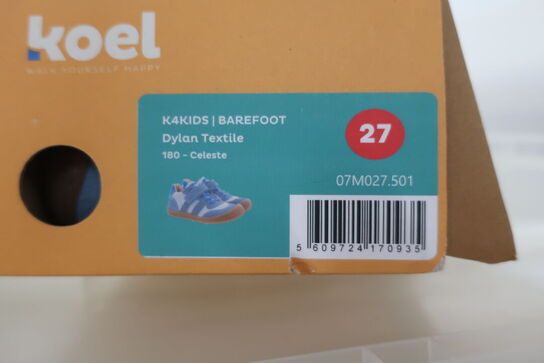 koel
WALK YOURSELF HAPPY
K4KIDS | BAREFOOT
Dylan Textile
180 - Celeste
27
07M027.501
5 609724 170935